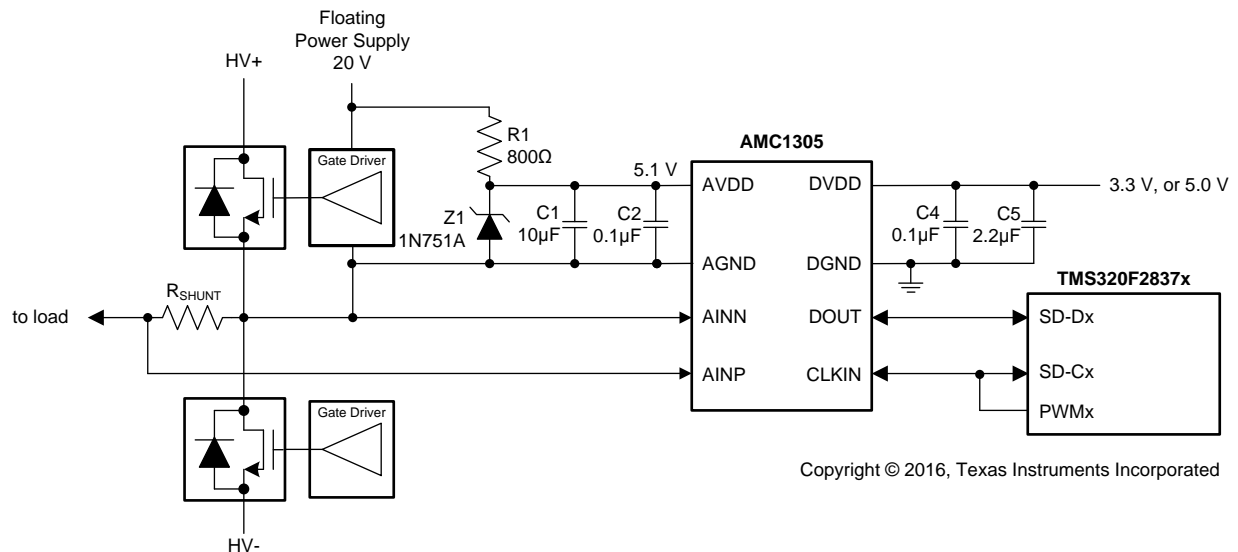 Floating
Power Supply
20 V
HV+
Gate Driver
R1
800Ω
AMC1305
5.1 V
AVDD
DVDD
3.3 V, or 5.0 V
Z1
1N751A
C1
10µF
C2
0.1µF
C4
0.1µF
C5
2.2µF
AGND
DGND
TMS320F2837x
RSHUNT
to load
AINN
DOUT
SD-Dx
AINP
CLKIN
SD-Cx
PWMx
Gate Driver
Copyright © 2016, Texas Instruments Incorporated
HV-